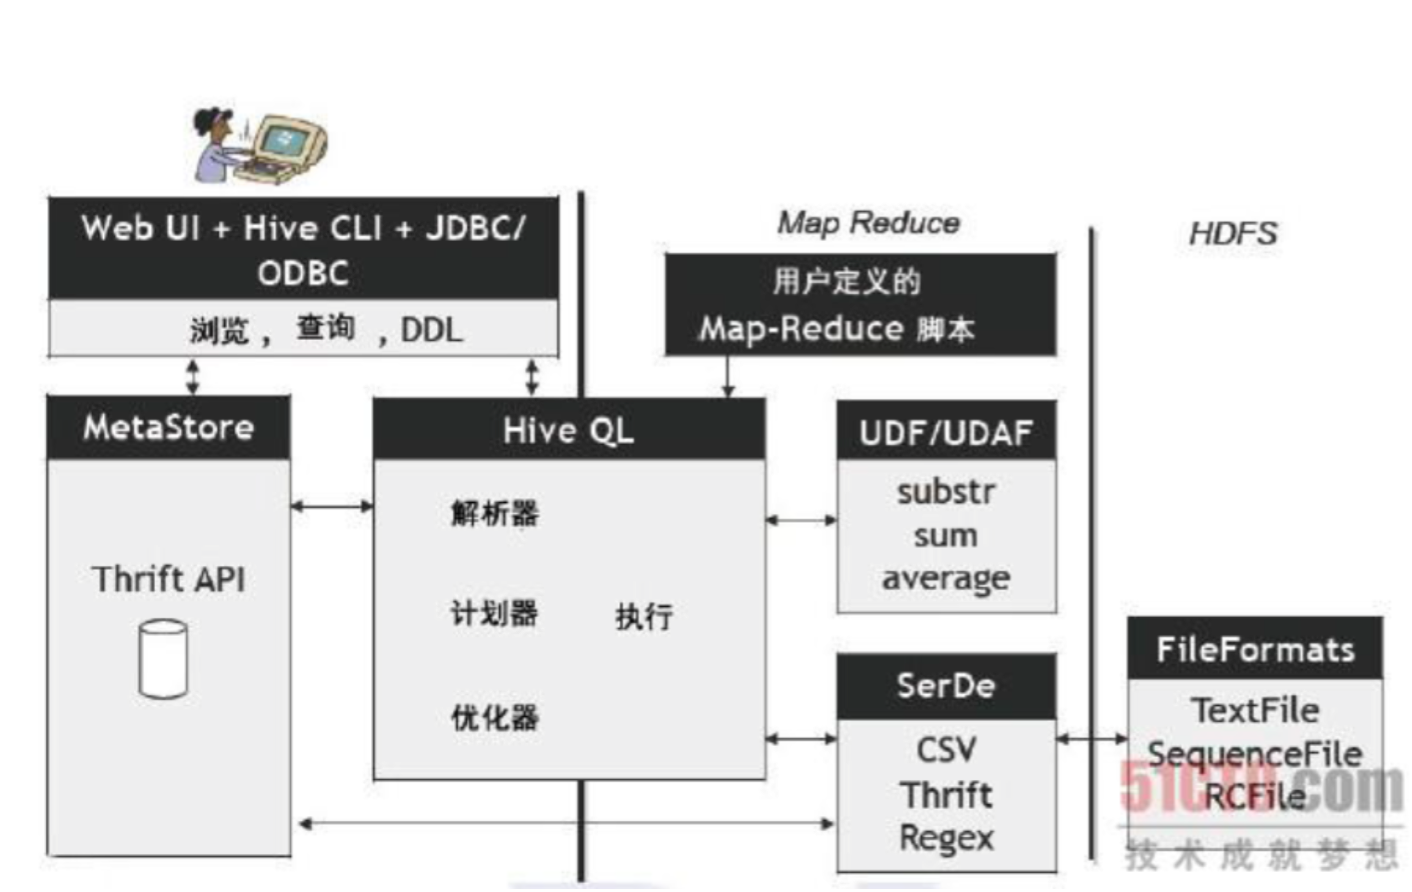 Web UI + Hive CLI + JDBC/
ODBC
浏览 , 查询 , DDL
Map Reduce
用户定义的
Map-Reduce 脚本
HDFS
MetaStore
Thrift API
Hive QL
解析器
计划器 执行
优化器
UDF/UDAF
substr
sum
average
SerDe
CSV
Thrift
Regex
FileFormats
TextFile
SequenceFile
RCFile
51CTO.com
技术成就梦想